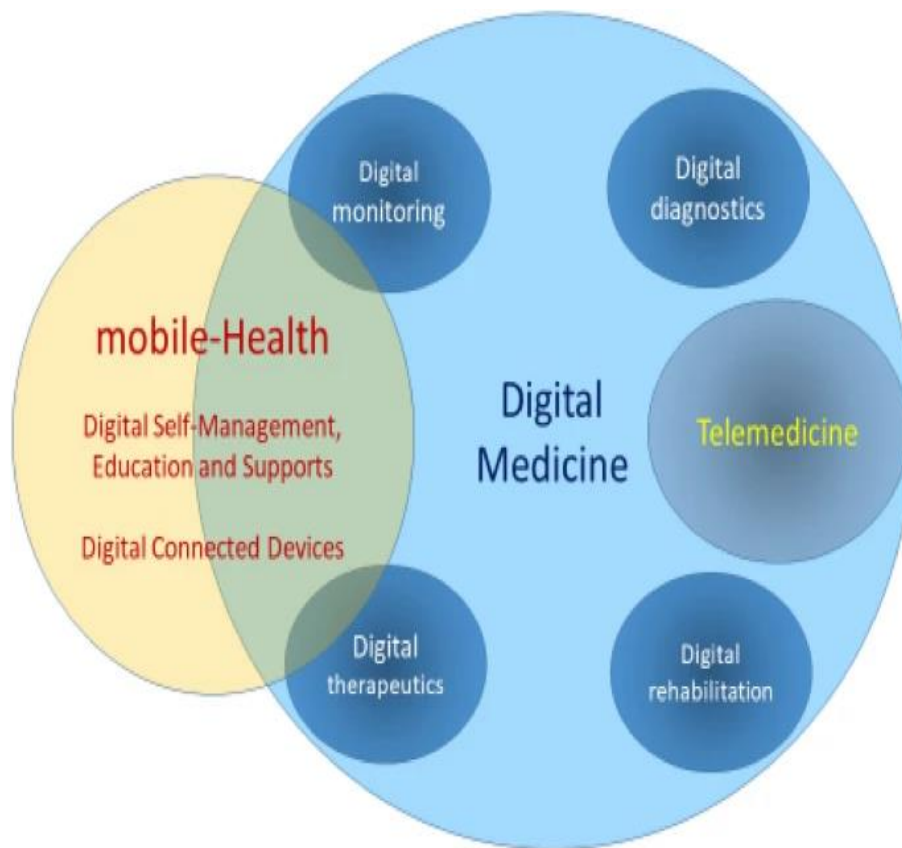 Digital
monitoring
Digital
diagnostics
mobile-Health
Digital Self-Management,
Education and Supports
Digital Connected Devices
Digital
Medicine
Telemedicine
Digital
therapeutics
Digital
rehabilitation